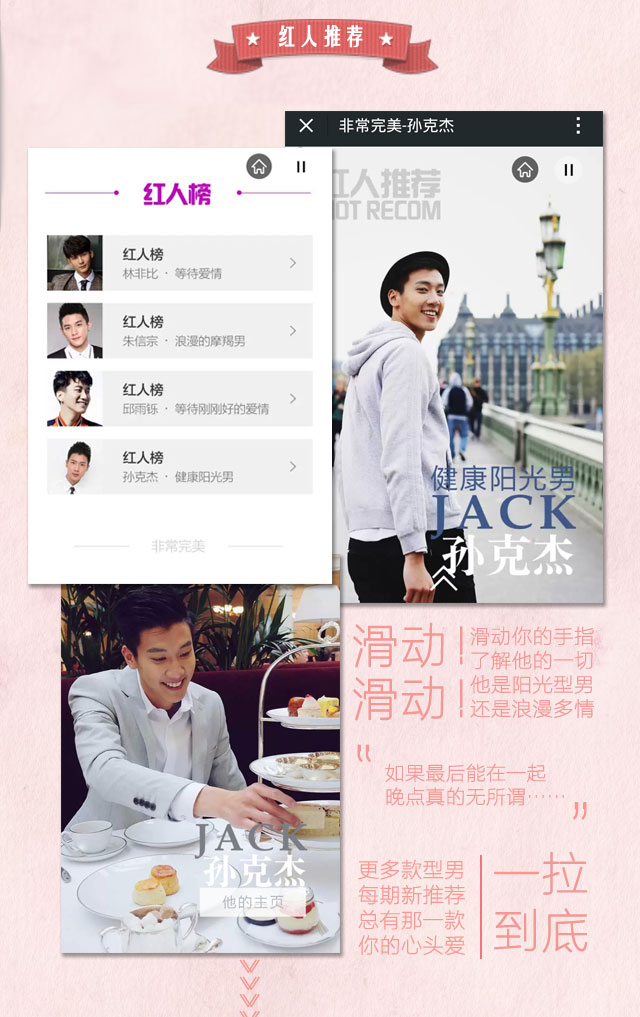 ★ 红人推荐 ★
非常完美-孙克杰
红人推荐
HOT RECOM
红人榜
红人榜
林非比 · 等待爱情
红人榜
朱信宗 · 浪漫的摩羯男
红人榜
邱雨铄 · 等待刚刚好的爱情
红人榜
孙克杰 · 健康阳光男
非常完美
健康阳光男
JACK
孙克杰
滑动
滑动
滑动你的手指
了解他的一切
他是阳光型男
还是浪漫多情
“如果最后能在一起
晚点真的无所谓……”
JACK
孙克杰
他的主页
更多款型男
每期新推荐
总有那一款
你的心头爱
一拉
到底